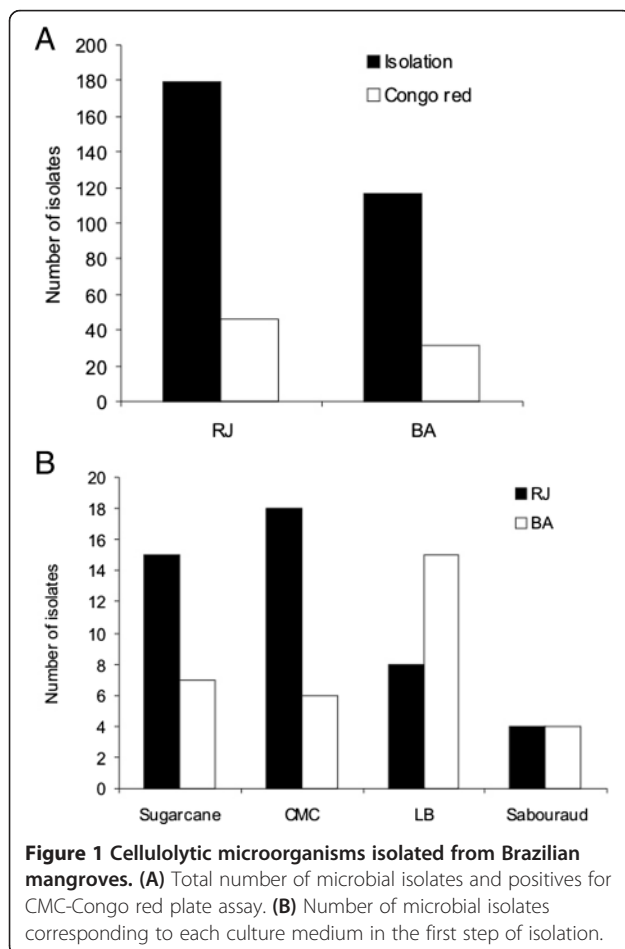 A
200
180
160
140
120
100
80
60
40
20
0
Number of isolates
Isolation
Congo red
RJ
BA
B
20
18
16
14
12
10
8
6
4
2
0
Number of isolates
RJ
BA
Sugarcane
CMC
LB
Sabouraud
Figure 1 Cellulolytic microorganisms isolated from Brazilian
mangroves. (A) Total number of microbial isolates and positives for
CMC-Congo red plate assay. (B) Number of microbial isolates
corresponding to each culture medium in the first step of isolation.